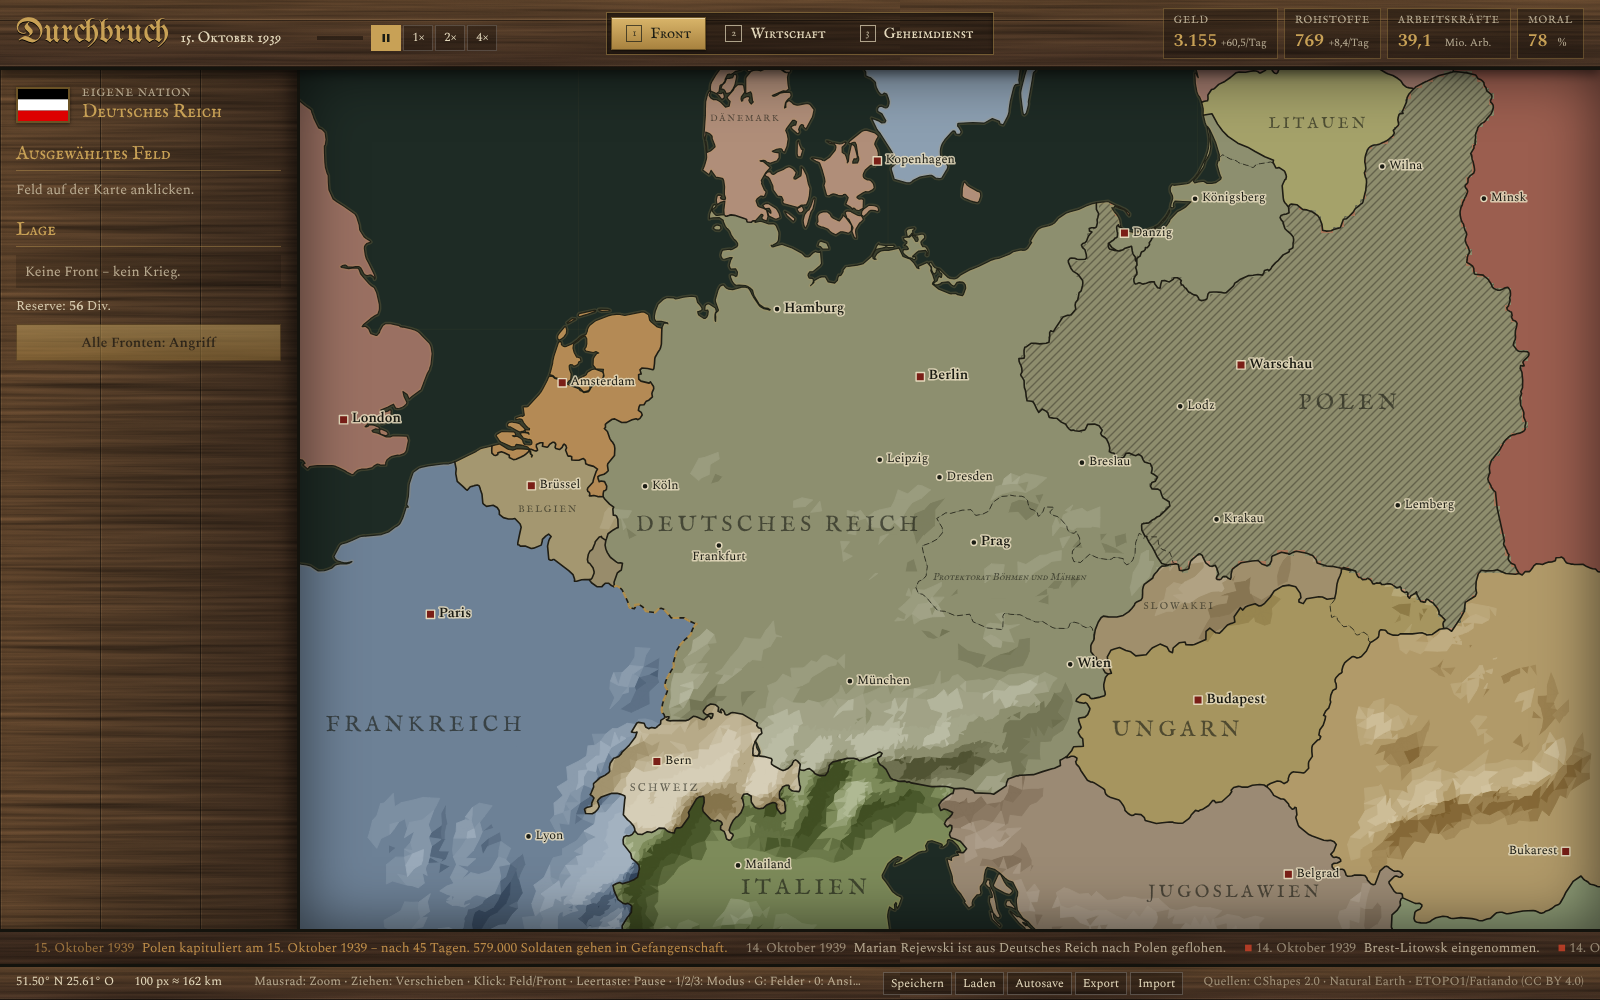 Durchbruch
15. Oktober 1939
1× 2× 4×
1 Front 2 Wirtschaft 3 Geheimdienst
GELD
3.155 +60,5/Tag
ROHSTOFFE
769 +8,4/Tag
ARBEITSKRÄFTE
39,1 Mio. Arb.
MORAL
78 %
EIGENE NATION
Deutsches Reich
Ausgewähltes Feld
Feld auf der Karte anklicken.
Lage
Keine Front – kein Krieg.
Reserve: 56 Div.
Alle Fronten: Angriff
DÄNEMARK
LITAUEN
Kopenhagen
Wilna
Königsberg
Minsk
Danzig
Hamburg
Warschau
Berlin
Amsterdam
POLEN
Lodz
London
Leipzig
Breslau
Dresden
Brüssel
Köln
Lemberg
BELGIEN
Krakau
DEUTSCHES REICH
Prag
Frankfurt
Protektorat Böhmen und Mähren
SLOWAKEI
Paris
Wien
München
Budapest
FRANKREICH
UNGARN
Bern
SCHWEIZ
Lyon
Bukarest
Mailand
Belgrad
ITALIEN
JUGOSLAWIEN
15. Oktober 1939 Polen kapituliert am 15. Oktober 1939 – nach 45 Tagen. 579.000 Soldaten gehen in Gefangenschaft. 14. Oktober 1939 Marian Rejewski ist aus Deutsches Reich nach Polen geflohen. 14. Oktober 1939 Brest-Litowsk eingenommen. 14. O
51.50° N 25.61° O 100 px ≈ 162 km Mausrad: Zoom · Ziehen: Verschieben · Klick: Feld/Front · Leertaste: Pause · 1/2/3: Modus · G: Felder · 0: Ansi... Speichern Laden Autosave Export Import Quellen: CShapes 2.0 · Natural Earth · ETOPO1/Fatiando (CC BY 4.0)